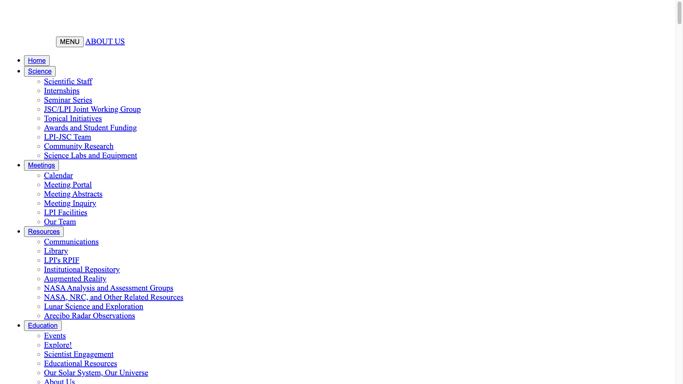 MENU ABOUT US
Home
Science
Scientific Staff
Internships
Seminar Series
JSC/LPI Joint Working Group
Topical Initiatives
Awards and Student Funding
LPI-JSC Team
Community Research
Science Labs and Equipment
Meetings
Calendar
Meeting Portal
Meeting Abstracts
Meeting Inquiry
LPI Facilities
Our Team
Resources
Communications
Library
LPI's RPIF
Institutional Repository
Augmented Reality
NASA Analysis and Assessment Groups
NASA, NRC, and Other Related Resources
Lunar Science and Exploration
Arecibo Radar Observations
Education
Events
Explore!
Scientist Engagement
Educational Resources
Our Solar System, Our Universe
About Us